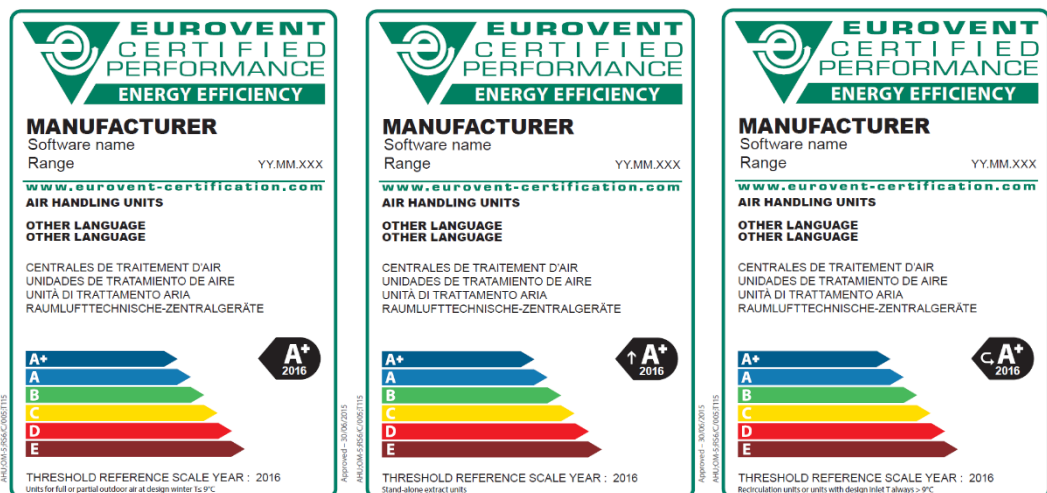 EUROVENT
CERTIFIED
PERFORMANCE
ENERGY EFFICIENCY
MANUFACTURER
Software name
Range YY.MM.XXX
www.eurovent-certification.com
AIR HANDLING UNITS
OTHER LANGUAGE
OTHER LANGUAGE
CENTRALES DE TRAITEMENT D'AIR
UNIDADES DE TRATAMIENTO DE AIRE
UNITÀ DI TRATTAMENTO ARIA
RAUMLUFTTECHNISCHE-ZENTRALGERÄTE
A+
A
B
C
D
E
A+
2016
THRESHOLD REFERENCE SCALE YEAR : 2016
Units for full or partial outdoor air at design winter T≤ 9°C
Approved – 30/06/2015
EUROVENT
CERTIFIED
PERFORMANCE
ENERGY EFFICIENCY
MANUFACTURER
Software name
Range YY.MM.XXX
www.eurovent-certification.com
AIR HANDLING UNITS
OTHER LANGUAGE
OTHER LANGUAGE
CENTRALES DE TRAITEMENT D'AIR
UNIDADES DE TRATAMIENTO DE AIRE
UNITÀ DI TRATTAMENTO ARIA
RAUMLUFTTECHNISCHE-ZENTRALGERÄTE
A+
A
B
C
D
E
↑ A+
2016
THRESHOLD REFERENCE SCALE YEAR : 2016
Stand-alone extract units
Approved – 30/06/2015
EUROVENT
CERTIFIED
PERFORMANCE
ENERGY EFFICIENCY
MANUFACTURER
Software name
Range YY.MM.XXX
www.eurovent-certification.com
AIR HANDLING UNITS
OTHER LANGUAGE
OTHER LANGUAGE
CENTRALES DE TRAITEMENT D'AIR
UNIDADES DE TRATAMIENTO DE AIRE
UNITÀ DI TRATTAMENTO ARIA
RAUMLUFTTECHNISCHE-ZENTRALGERÄTE
A+
A
B
C
D
E
A+
2016
THRESHOLD REFERENCE SCALE YEAR : 2016
Recirculation units or units with design inlet T always > 9°C